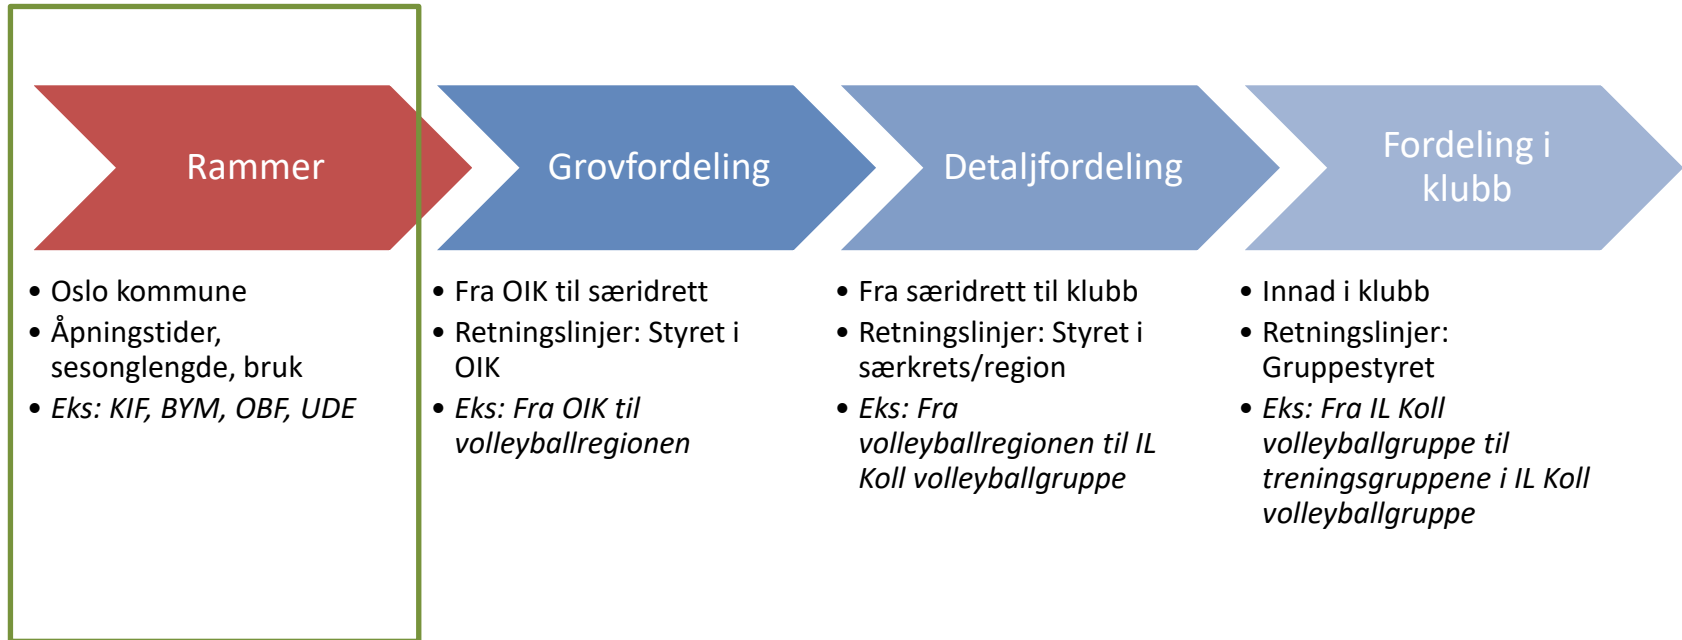 Rammer
• Oslo kommune
• Åpningstider,
sesonglengde, bruk
• Eks: KIF, BYM, OBF, UDE
Grovfordeling
• Fra OIK til særidrett
• Retningslinjer: Styret i
OIK
• Eks: Fra OIK til
volleyballregionen
Detaljfordeling
• Fra særidrett til klubb
• Retningslinjer: Styret i
særkrets/region
• Eks: Fra
volleyballregionen til IL
Koll volleyballgruppe
Fordeling i
klubb
• Innad i klubb
• Retningslinjer:
Gruppestyret
• Eks: Fra IL Koll
volleyballgruppe til
treningsgruppene i IL Koll
volleyballgruppe